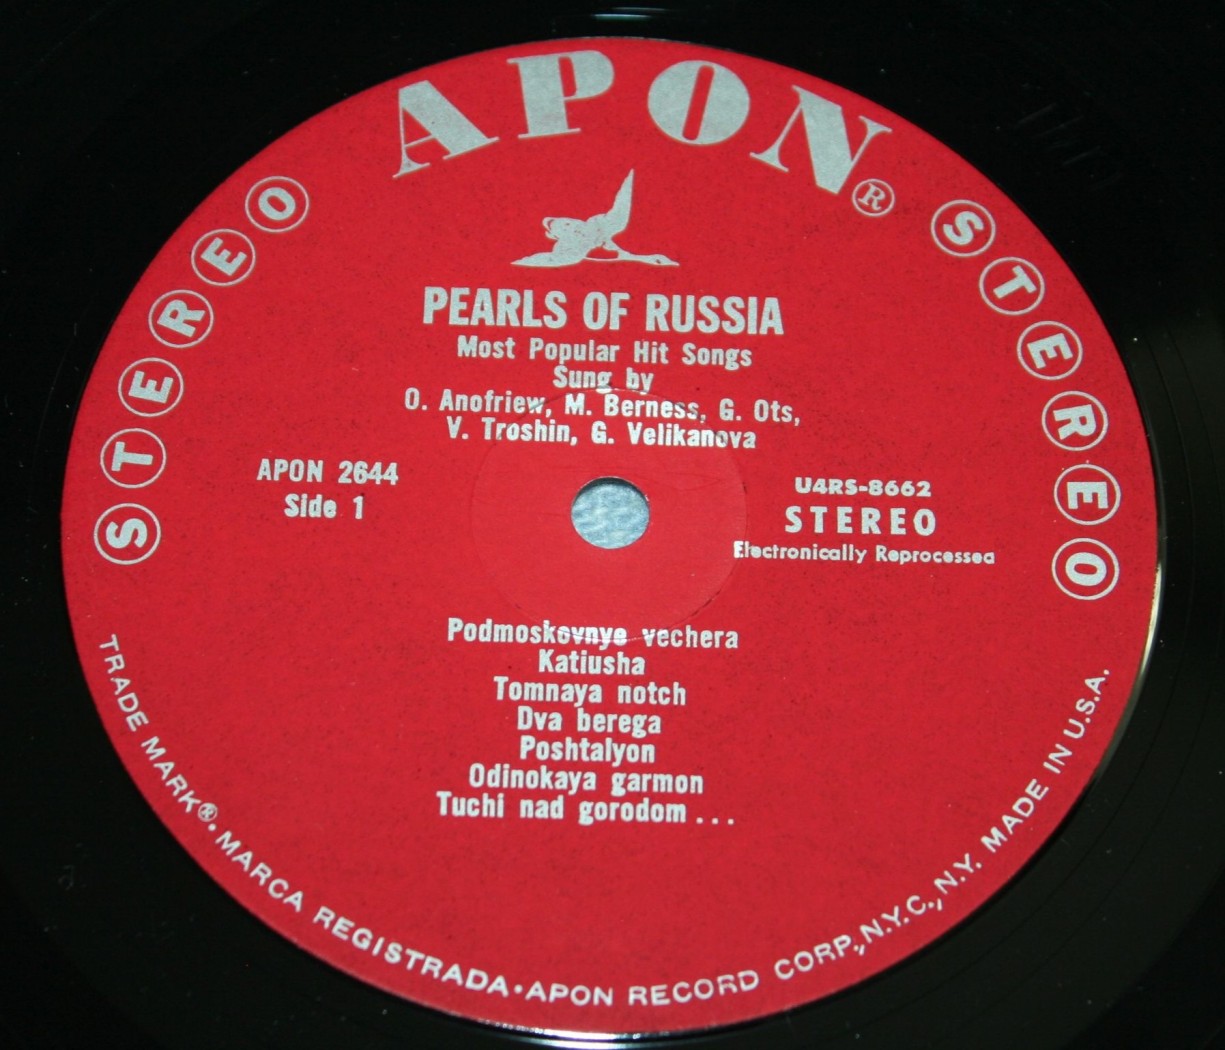 APON®
STEREO
STEREO
PEARLS OF RUSSIA
Most Popular Hit Songs
Sung by
O. Anofriew, M. Berness, G. Ots,
V. Troshin, G. Velikanova
APON 2644
Side 1
U4RS-8662
STEREO
Electronically Reprocessed
Podmoskovnye vechera
Katiusha
Tomnaya notch
Dva berega
Poshtalyon
Odinokaya garmon
Tuchi nad gorodom ...
TRADE MARK®·MARCA REGISTRADA·APON RECORD CORP., N.Y.C., N.Y. MADE IN U.S.A.